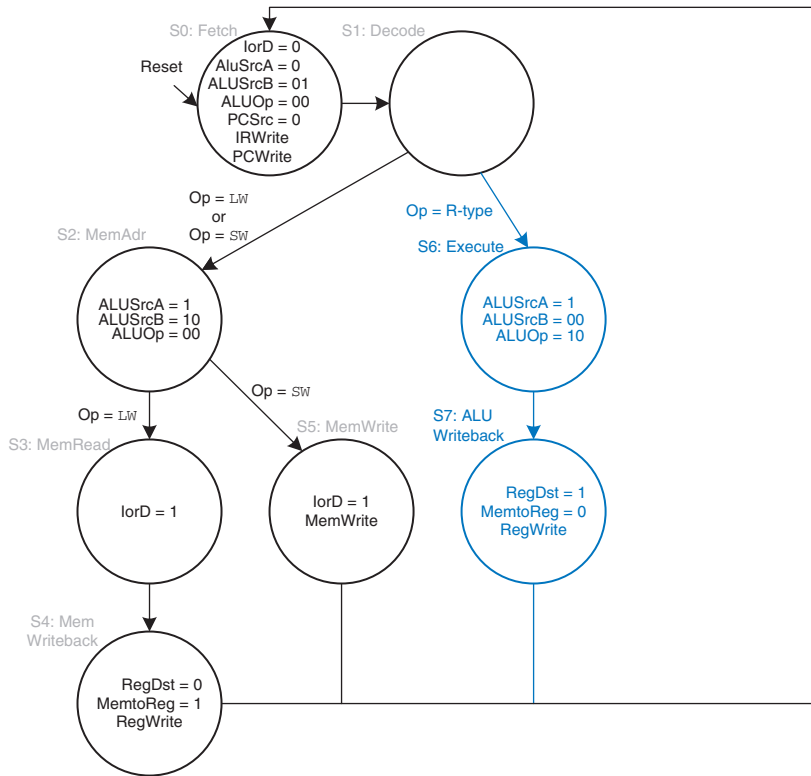 S0: Fetch
IorD = 0
AluSrcA = 0
ALUSrcB = 01
ALUOp = 00
PCSrc = 0
IRWrite
PCWrite
Reset
S1: Decode
Op = LW
or
Op = SW
Op = R-type
S2: MemAdr
ALUSrcA = 1
ALUSrcB = 10
ALUOp = 00
S6: Execute
ALUSrcA = 1
ALUSrcB = 00
ALUOp = 10
Op = LW
Op = SW
S3: MemRead
IorD = 1
S5: MemWrite
IorD = 1
MemWrite
S7: ALU
Writeback
RegDst = 1
MemtoReg = 0
RegWrite
S4: Mem
Writeback
RegDst = 0
MemtoReg = 1
RegWrite